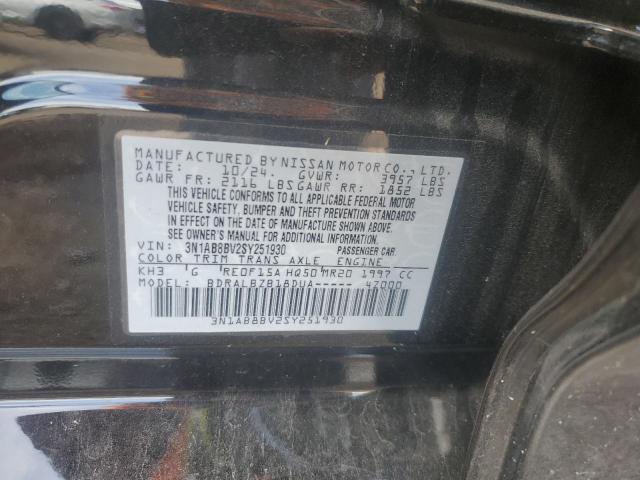 MANUFACTURED BY NISSAN MOTOR CO., LTD.
DATE: 10/24. GVWR: 3957 LBS
GAWR FR: 2116 LBS GAWR RR: 1852 LBS
THIS VEHICLE CONFORMS TO ALL APPLICABLE FEDERAL MOTOR
VEHICLE SAFETY, BUMPER AND THEFT PREVENTION STANDARDS
IN EFFECT ON THE DATE OF MANUFACTURE SHOWN ABOVE.
SEE OWNER'S MANUAL FOR ADDITIONAL INFORMATION.
VIN: 3N1AB8BV2SY251930 PASSENGER CAR.
COLOR TRIM TRANS AXLE ENGINE
KH3 G RE0F15A HQ50 MR20 1997 CC
MODEL: BDRALBZB18DUA----- 4Z000
3N1AB8BV2SY251930